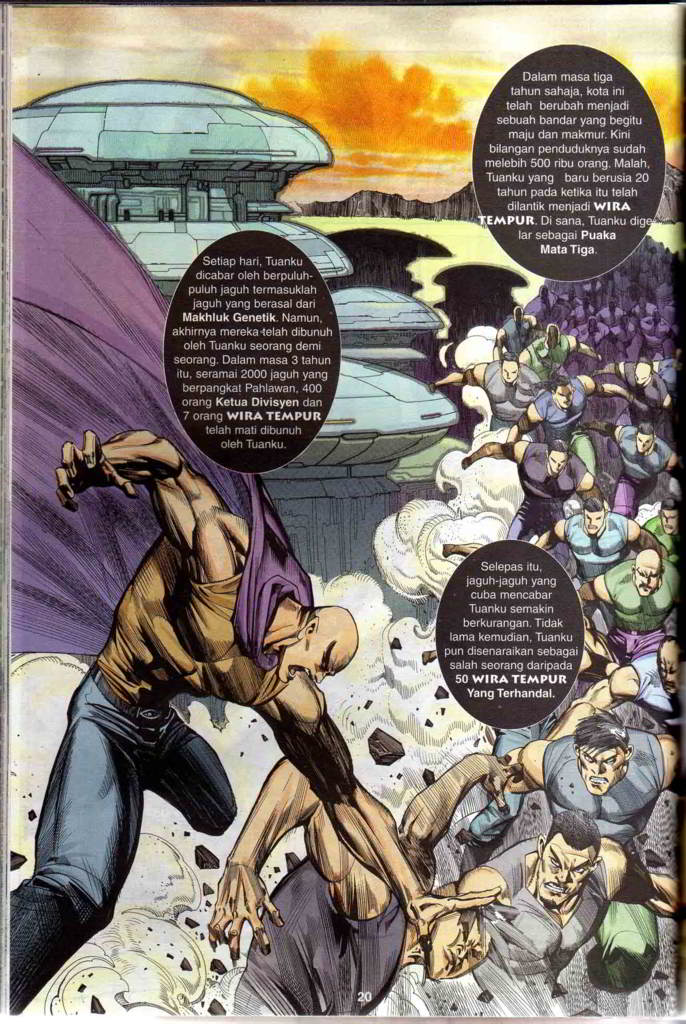 Dalam masa tiga
tahun sahaja, kota ini
telah berubah menjadi
sebuah bandar yang begitu
maju dan makmur. Kini
bilangan penduduknya sudah
melebih 500 ribu orang. Malah,
Tuanku yang baru berusia 20
tahun pada ketika itu telah
dilantik menjadi WIRA
TEMPUR. Di sana, Tuanku dige
lar sebagai Puaka
Mata Tiga.
Setiap hari, Tuanku
dicabar oleh berpuluh-
puluh jaguh termasuklah
jaguh yang berasal dari
Makhluk Genetik. Namun,
akhirnya mereka telah dibunuh
oleh Tuanku seorang demi
seorang. Dalam masa 3 tahun
itu, seramai 2000 jaguh yang
berpangkat Pahlawan, 400
orang Ketua Divisyen dan
7 orang WIRA TEMPUR
telah mati dibunuh
oleh Tuanku.
Selepas itu,
jaguh-jaguh yang
cuba mencabar
Tuanku semakin
berkurangan. Tidak
lama kemudian, Tuanku
pun disenaraikan sebagai
salah seorang daripada
50 WIRA TEMPUR
Yang Terhandal.
20